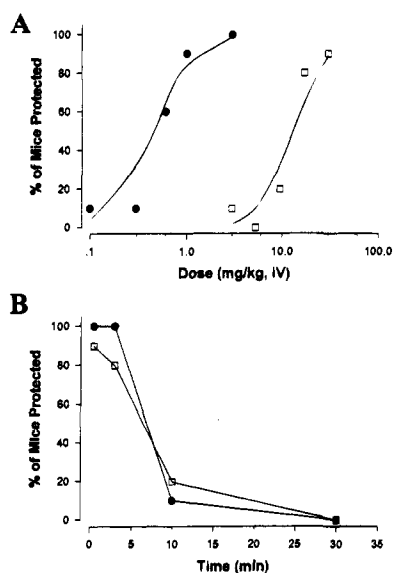 A
100
80
60
40
20
0
% of Mice Protected
.1 1.0 10.0 100.0
Dose (mg/kg, IV)
B
100
80
60
40
20
0
% of Mice Protected
0 5 10 15 20 25 30 35
Time (min)